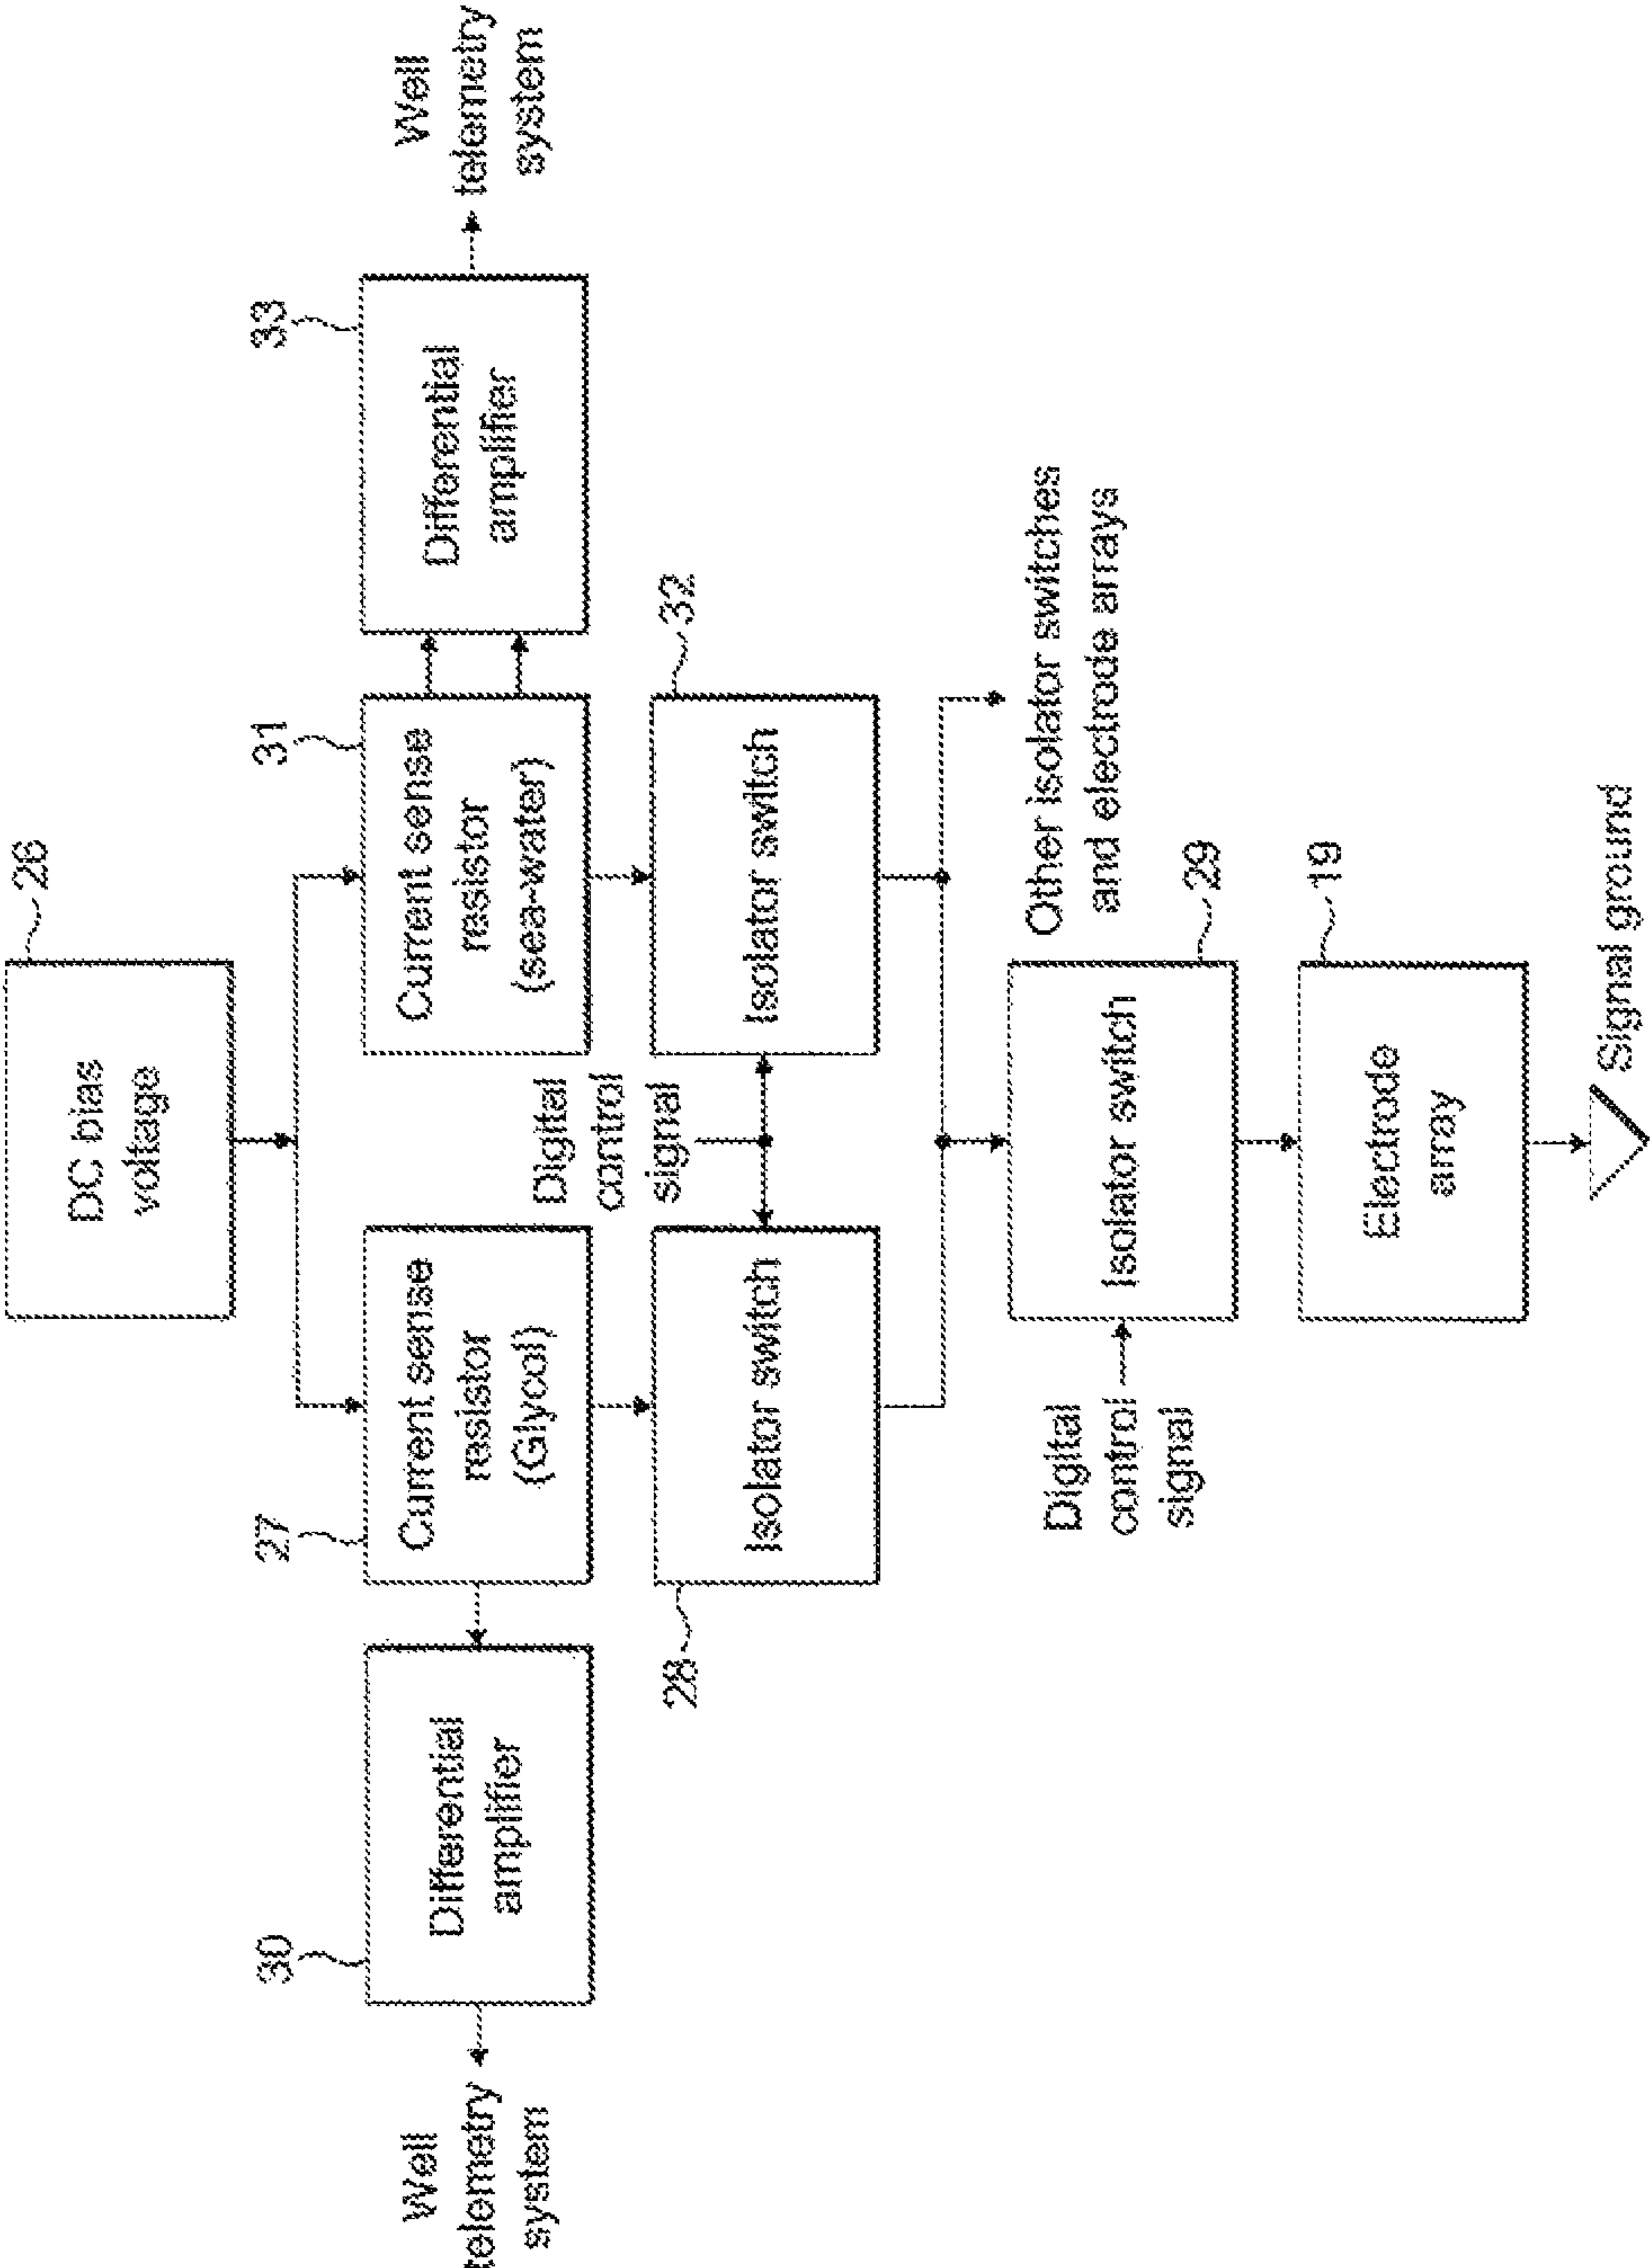 26
DC bias
voltage
30
27
31
33
Well
telemetry
system
Differential
amplifier
Current sense
resistor
(Glycol)
Digital
control
signal
Current sense
resistor
(sea-water)
Differential
amplifier
Well
telemetry
system
28
Isolator switch
Isolator switch
32
Digital
control
signal
Isolator switch
29
Other isolator switches
and electrode arrays
Electrode
array
19
Signal ground